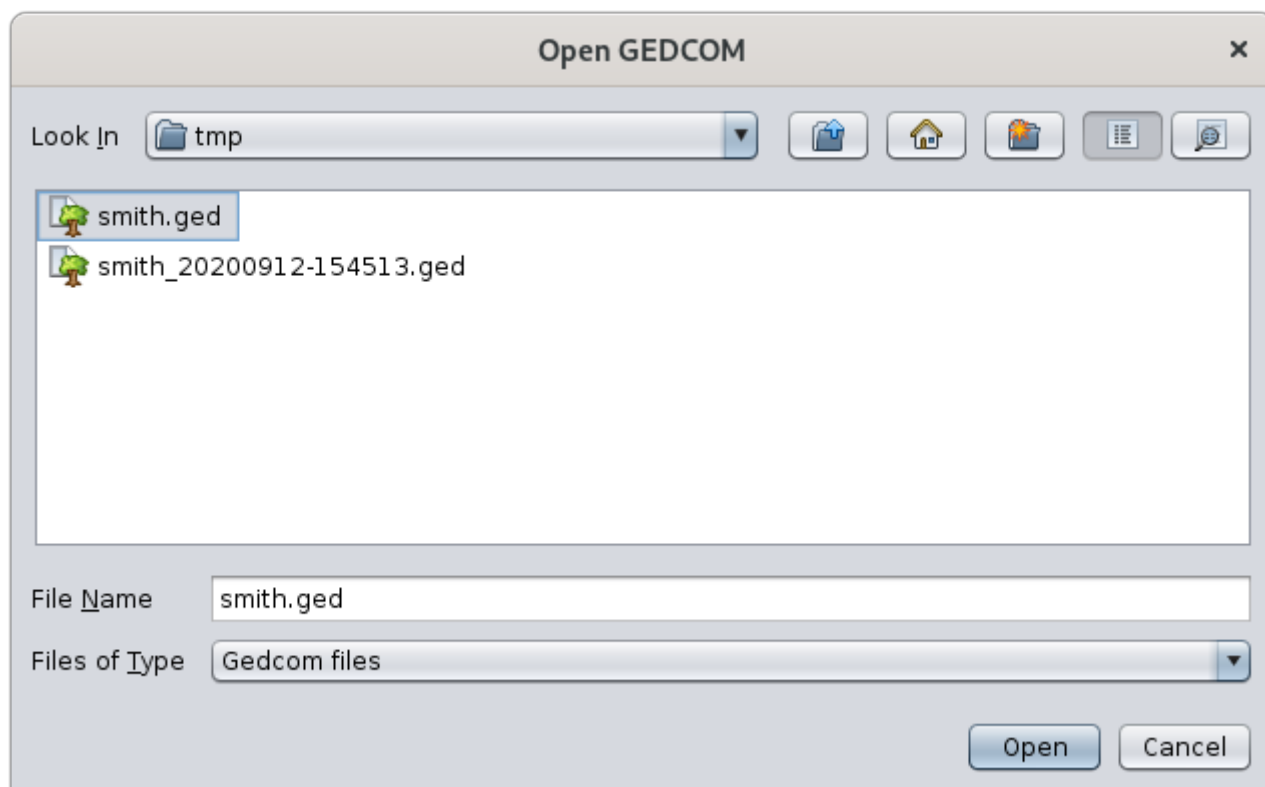 Open GEDCOM
Look In tmp
smith.ged
smith_20200912-154513.ged
File Name smith.ged
Files of Type Gedcom files
Open Cancel